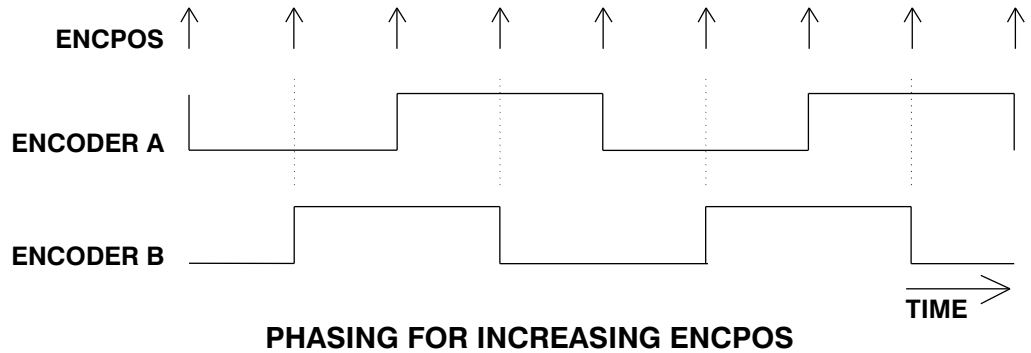 ENCPOS
ENCODER A
ENCODER B
TIME
PHASING FOR INCREASING ENCPOS